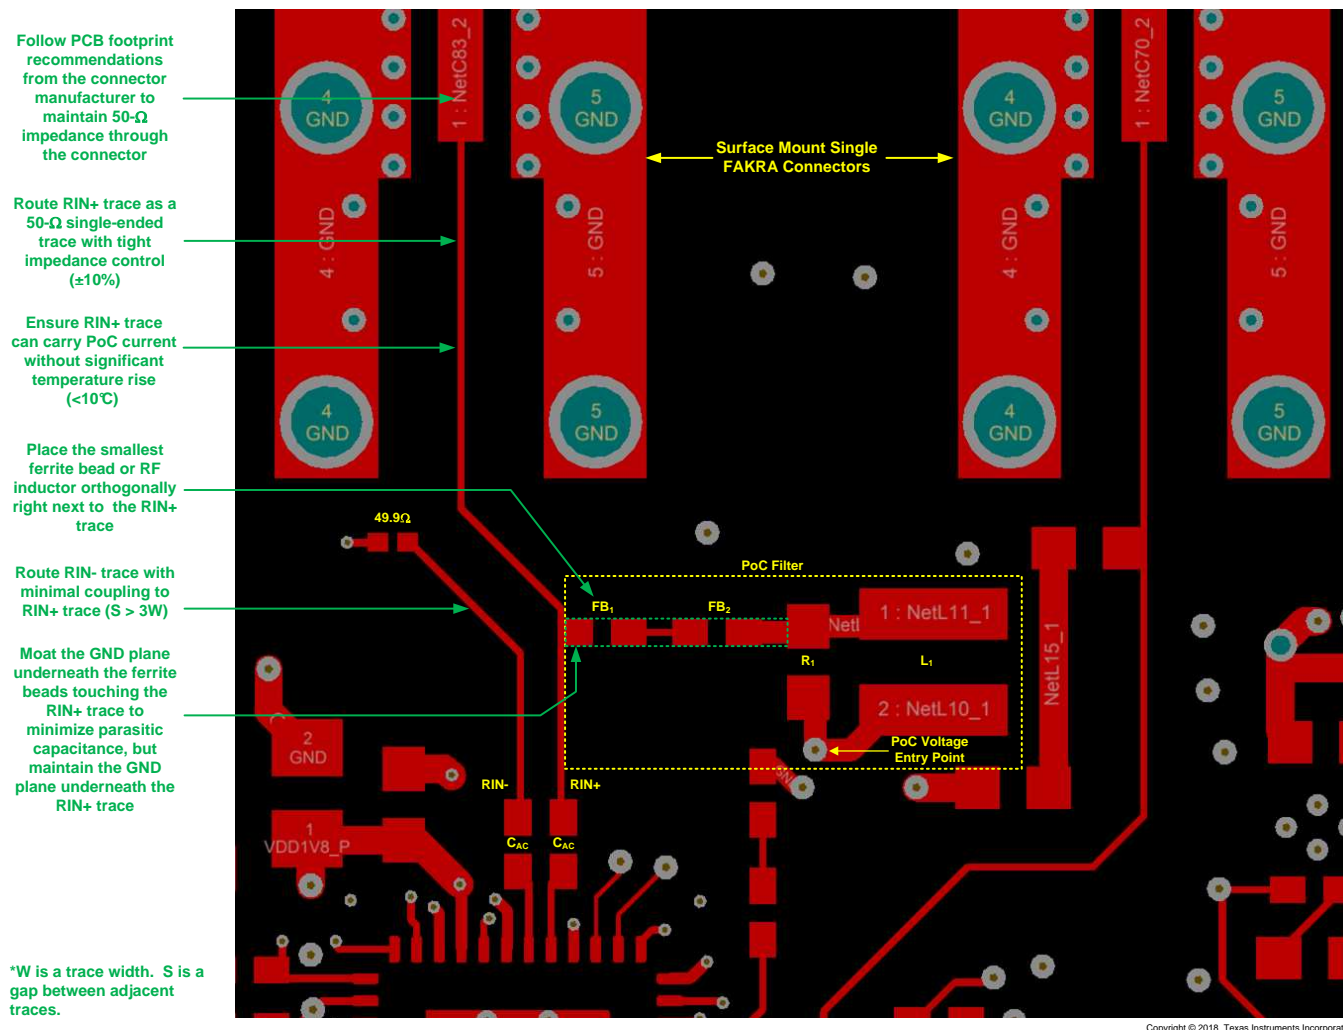 Follow PCB footprint
recommendations
from the connector
manufacturer to
maintain 50-Ω
impedance through
the connector
Route RIN+ trace as a
50-Ω single-ended
trace with tight
impedance control
(±10%)
Ensure RIN+ trace
can carry PoC current
without significant
temperature rise
(<10°C)
Place the smallest
ferrite bead or RF
inductor orthogonally
right next to the RIN+
trace
Route RIN- trace with
minimal coupling to
RIN+ trace (S > 3W)
Moat the GND plane
underneath the ferrite
beads touching the
RIN+ trace to
minimize parasitic
capacitance, but
maintain the GND
plane underneath the
RIN+ trace
*W is a trace width. S is a
gap between adjacent
traces.
4
GND
1 : NetC83_2
5
GND
Surface Mount Single
FAKRA Connectors
4
GND
1 : NetC70_2
5
GND
4 : GND
5 : GND
4 : GND
5 : GND
4
GND
5
GND
4
GND
5
GND
49.9Ω
PoC Filter
FB₁
FB₂
1 : NetL11_1
R₁
L₁
NetL15_1
2 : NetL10_1
PoC Voltage
Entry Point
2
GND
RIN-
RIN+
1
VDD1V8_P
C_AC
C_AC
Copyright © 2018, Texas Instruments Incorporat